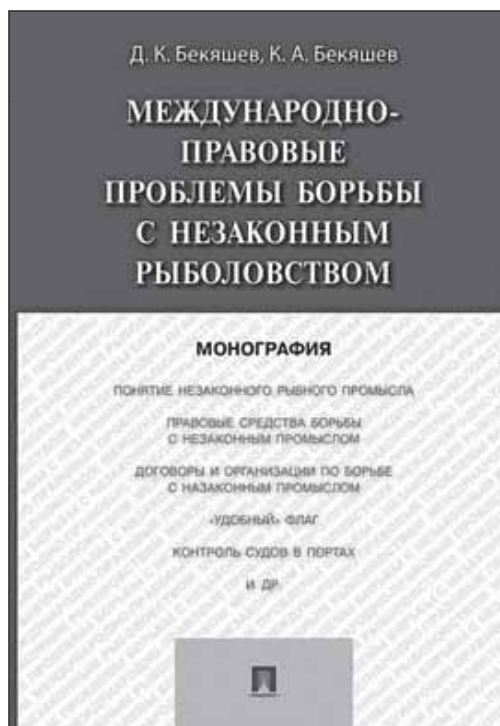 Д. К. Бекяшев, К. А. Бекяшев
МЕЖДУНАРОДНО-
ПРАВОВЫЕ
ПРОБЛЕМЫ БОРЬБЫ
С НЕЗАКОННЫМ
РЫБОЛОВСТВОМ
МОНОГРАФИЯ
ПОНЯТИЕ НЕЗАКОННОГО РЫБНОГО ПРОМЫСЛА
ПРАВОВЫЕ СРЕДСТВА БОРЬБЫ
С НЕЗАКОННЫМ ПРОМЫСЛОМ
ДОГОВОРЫ И ОРГАНИЗАЦИИ ПО БОРЬБЕ
С НАЗАКОННЫМ ПРОМЫСЛОМ
«УДОБНЫЙ» ФЛАГ
КОНТРОЛЬ СУДОВ В ПОРТАХ
И ДР.